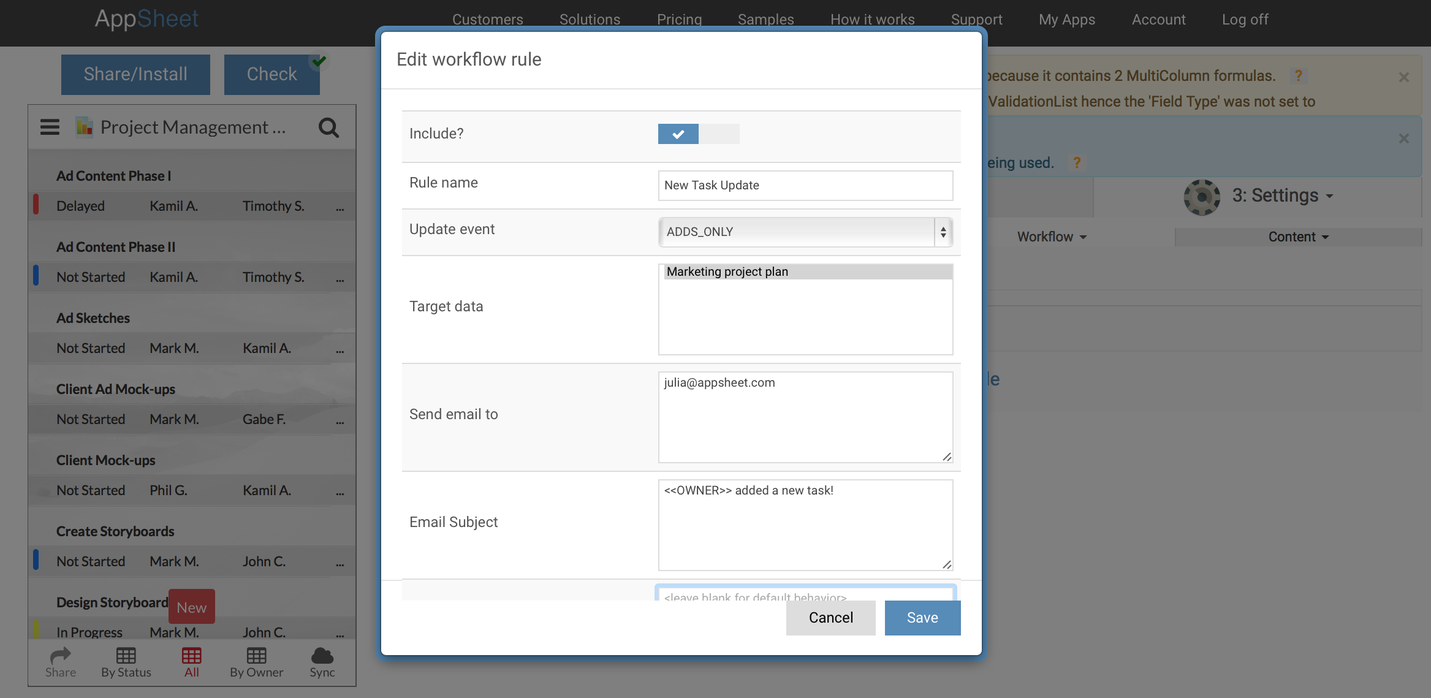 AppSheet
Customers Solutions Pricing Samples How it works Support My Apps Account Log off
Share/Install
Check
Project Management ...
Ad Content Phase I
Delayed Kamil A. Timothy S. ...
Ad Content Phase II
Not Started Kamil A. Timothy S. ...
Ad Sketches
Not Started Mark M. Kamil A. ...
Client Ad Mock-ups
Not Started Mark M. Gabe F. ...
Client Mock-ups
Not Started Phil G. Kamil A. ...
Create Storyboards
Not Started Mark M. John C. ...
Design Storyboard
New
In Progress Mark M. John C. ...
Share By Status All By Owner Sync
Edit workflow rule
Include?
Rule name New Task Update
Update event ADDS_ONLY
Target data Marketing project plan
Send email to julia@appsheet.com
Email Subject <<OWNER>> added a new task!
<leave blank for default behavior>
Cancel Save
because it contains 2 MultiColumn formulas. ? ×
ValidationList hence the 'Field Type' was not set to
×
eing used. ?
3: Settings
Workflow Content
le